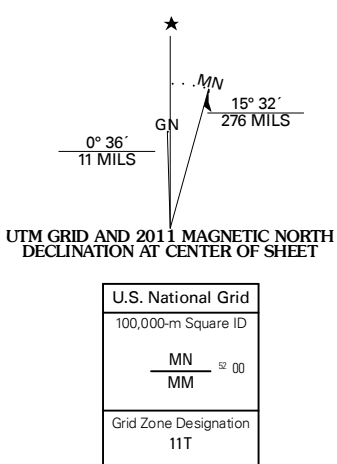 MN
GN
15° 32´
276 MILS
0° 36´
11 MILS
UTM GRID AND 2011 MAGNETIC NORTH
DECLINATION AT CENTER OF SHEET
U.S. National Grid
100,000-m Square ID
MN
52 00
MM
Grid Zone Designation
11T